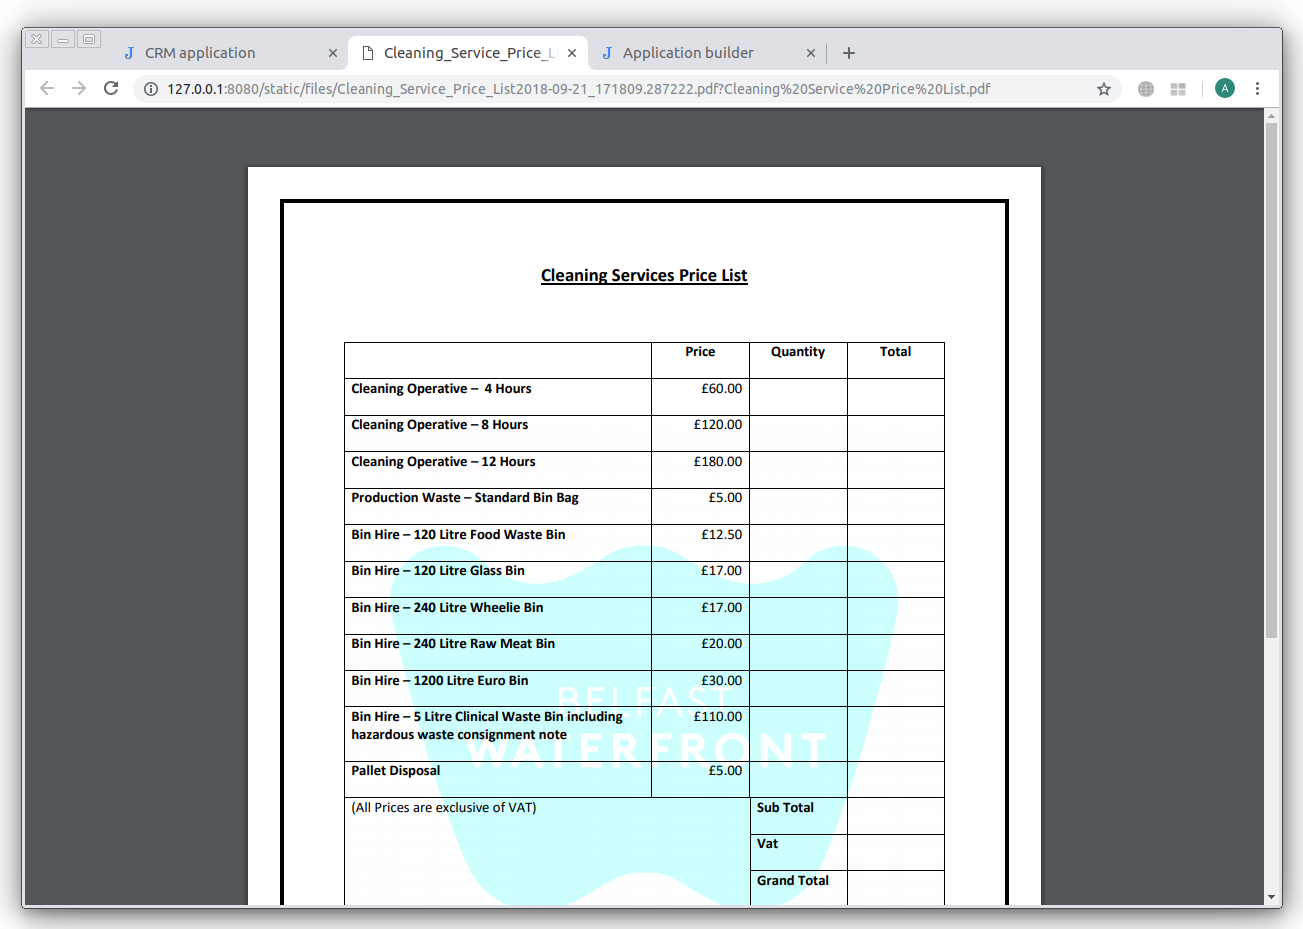 CRM application
Cleaning_Service_Price_L
Application builder
127.0.0.1:8080/static/files/Cleaning_Service_Price_List2018-09-21_171809.287222.pdf?Cleaning%20Service%20Price%20List.pdf
A
Cleaning Services Price List
Price Quantity Total
Cleaning Operative – 4 Hours £60.00
Cleaning Operative – 8 Hours £120.00
Cleaning Operative – 12 Hours £180.00
Production Waste – Standard Bin Bag £5.00
Bin Hire – 120 Litre Food Waste Bin £12.50
Bin Hire – 120 Litre Glass Bin £17.00
Bin Hire – 240 Litre Wheelie Bin £17.00
Bin Hire – 240 Litre Raw Meat Bin £20.00
Bin Hire – 1200 Litre Euro Bin £30.00
BELFAST
Bin Hire – 5 Litre Clinical Waste Bin including £110.00
hazardous waste consignment note
WATERFRONT
Pallet Disposal £5.00
(All Prices are exclusive of VAT) Sub Total
Vat
Grand Total